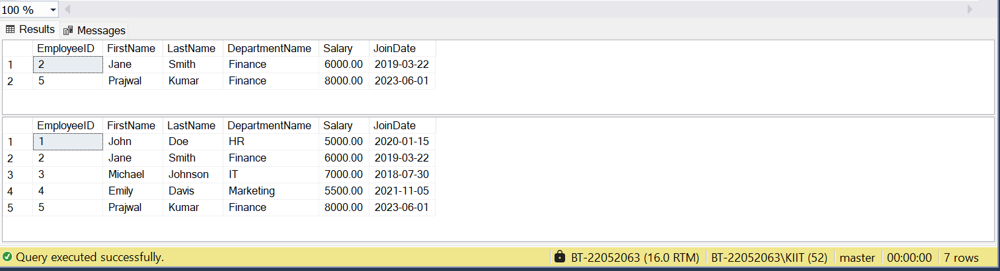 100 %
Results Messages
EmployeeID FirstName LastName DepartmentName Salary JoinDate
1 2 Jane Smith Finance 6000.00 2019-03-22
2 5 Prajwal Kumar Finance 8000.00 2023-06-01
EmployeeID FirstName LastName DepartmentName Salary JoinDate
1 1 John Doe HR 5000.00 2020-01-15
2 2 Jane Smith Finance 6000.00 2019-03-22
3 3 Michael Johnson IT 7000.00 2018-07-30
4 4 Emily Davis Marketing 5500.00 2021-11-05
5 5 Prajwal Kumar Finance 8000.00 2023-06-01
Query executed successfully. BT-22052063 (16.0 RTM) BT-22052063\KIIT (52) master 00:00:00 7 rows